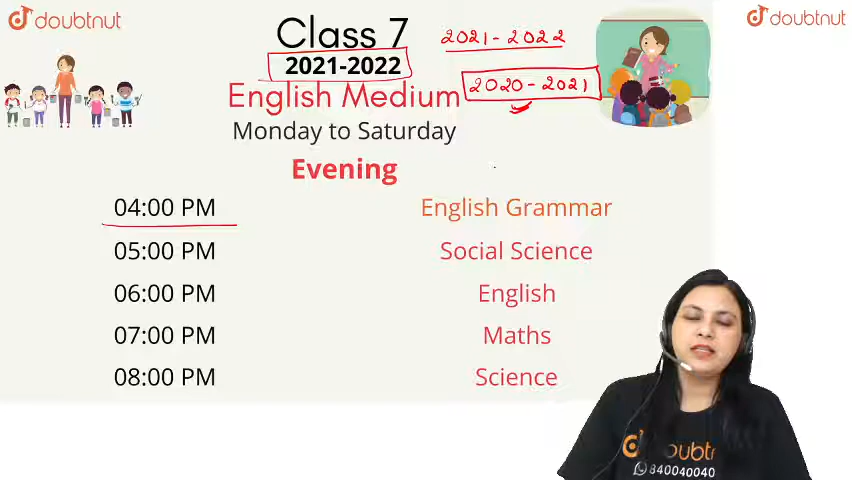 doubtnut
Class 7
2021-2022
2021-2022
2020-2021
English Medium
Monday to Saturday
Evening
04:00 PM English Grammar
05:00 PM Social Science
06:00 PM English
07:00 PM Maths
08:00 PM Science
doubtnut
doubtnut
840040040